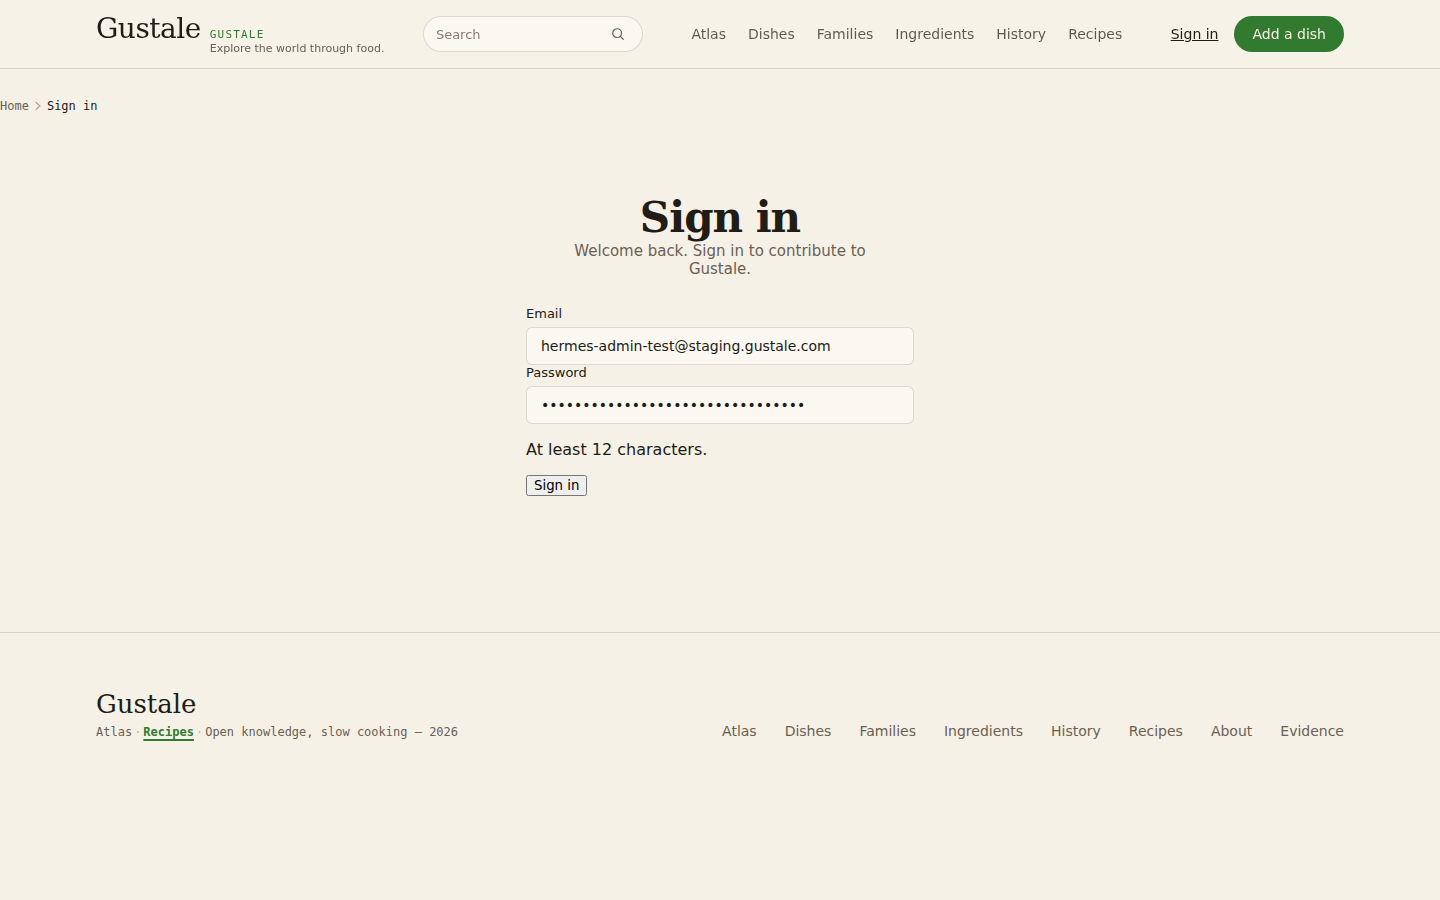 Gustale
GUSTALE
Explore the world through food.
Search
Atlas Dishes Families Ingredients History Recipes
Sign in
Add a dish
Home > Sign in
Sign in
Welcome back. Sign in to contribute to
Gustale.
Email
hermes-admin-test@staging.gustale.com
Password
••••••••••••••••••••••••••••••••
At least 12 characters.
Sign in
Gustale
Atlas · Recipes · Open knowledge, slow cooking — 2026
Atlas Dishes Families Ingredients History Recipes About Evidence